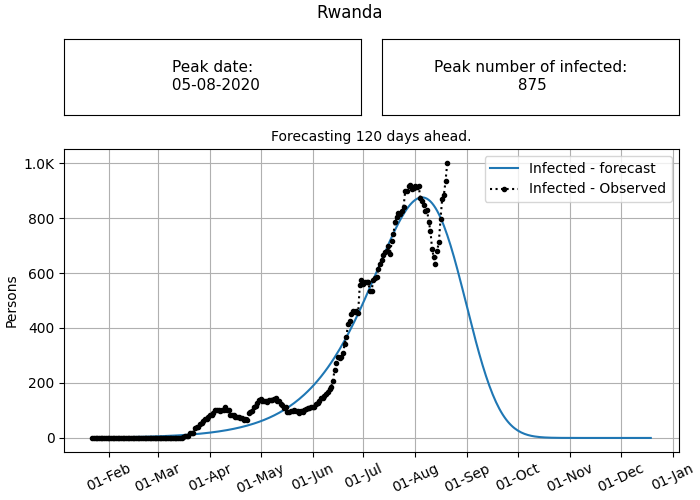 Rwanda
Peak date:
05-08-2020
Peak number of infected:
875
Forecasting 120 days ahead.
Infected - forecast
Infected - Observed
Persons
1.0K
800
600
400
200
0
01-Feb
01-Mar
01-Apr
01-May
01-Jun
01-Jul
01-Aug
01-Sep
01-Oct
01-Nov
01-Dec
01-Jan